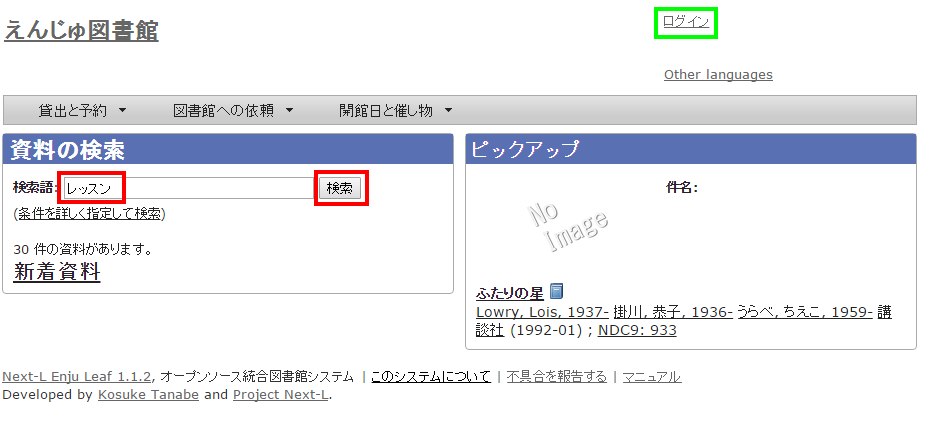 えんじゅ図書館
ログイン
Other languages
貸出と予約 図書館への依頼 開館日と催し物
資料の検索
検索語: レッスン 検索
(条件を詳しく指定して検索)
30 件の資料があります。
新着資料
ピックアップ
No Image
件名:
ふたりの星
Lowry, Lois, 1937- 掛川, 恭子, 1936- うらべ, ちえこ, 1959- 講
談社 (1992-01) ; NDC9: 933
Next-L Enju Leaf 1.1.2, オープンソース統合図書館システム | このシステムについて | 不具合を報告する | マニュアル
Developed by Kosuke Tanabe and Project Next-L.